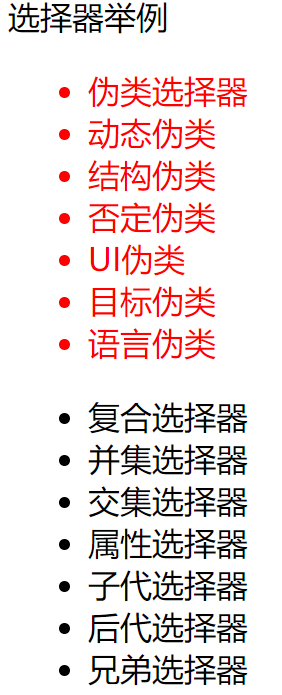 选择器举例
伪类选择器
动态伪类
结构伪类
否定伪类
UI伪类
目标伪类
语言伪类
复合选择器
并集选择器
交集选择器
属性选择器
子代选择器
后代选择器
兄弟选择器